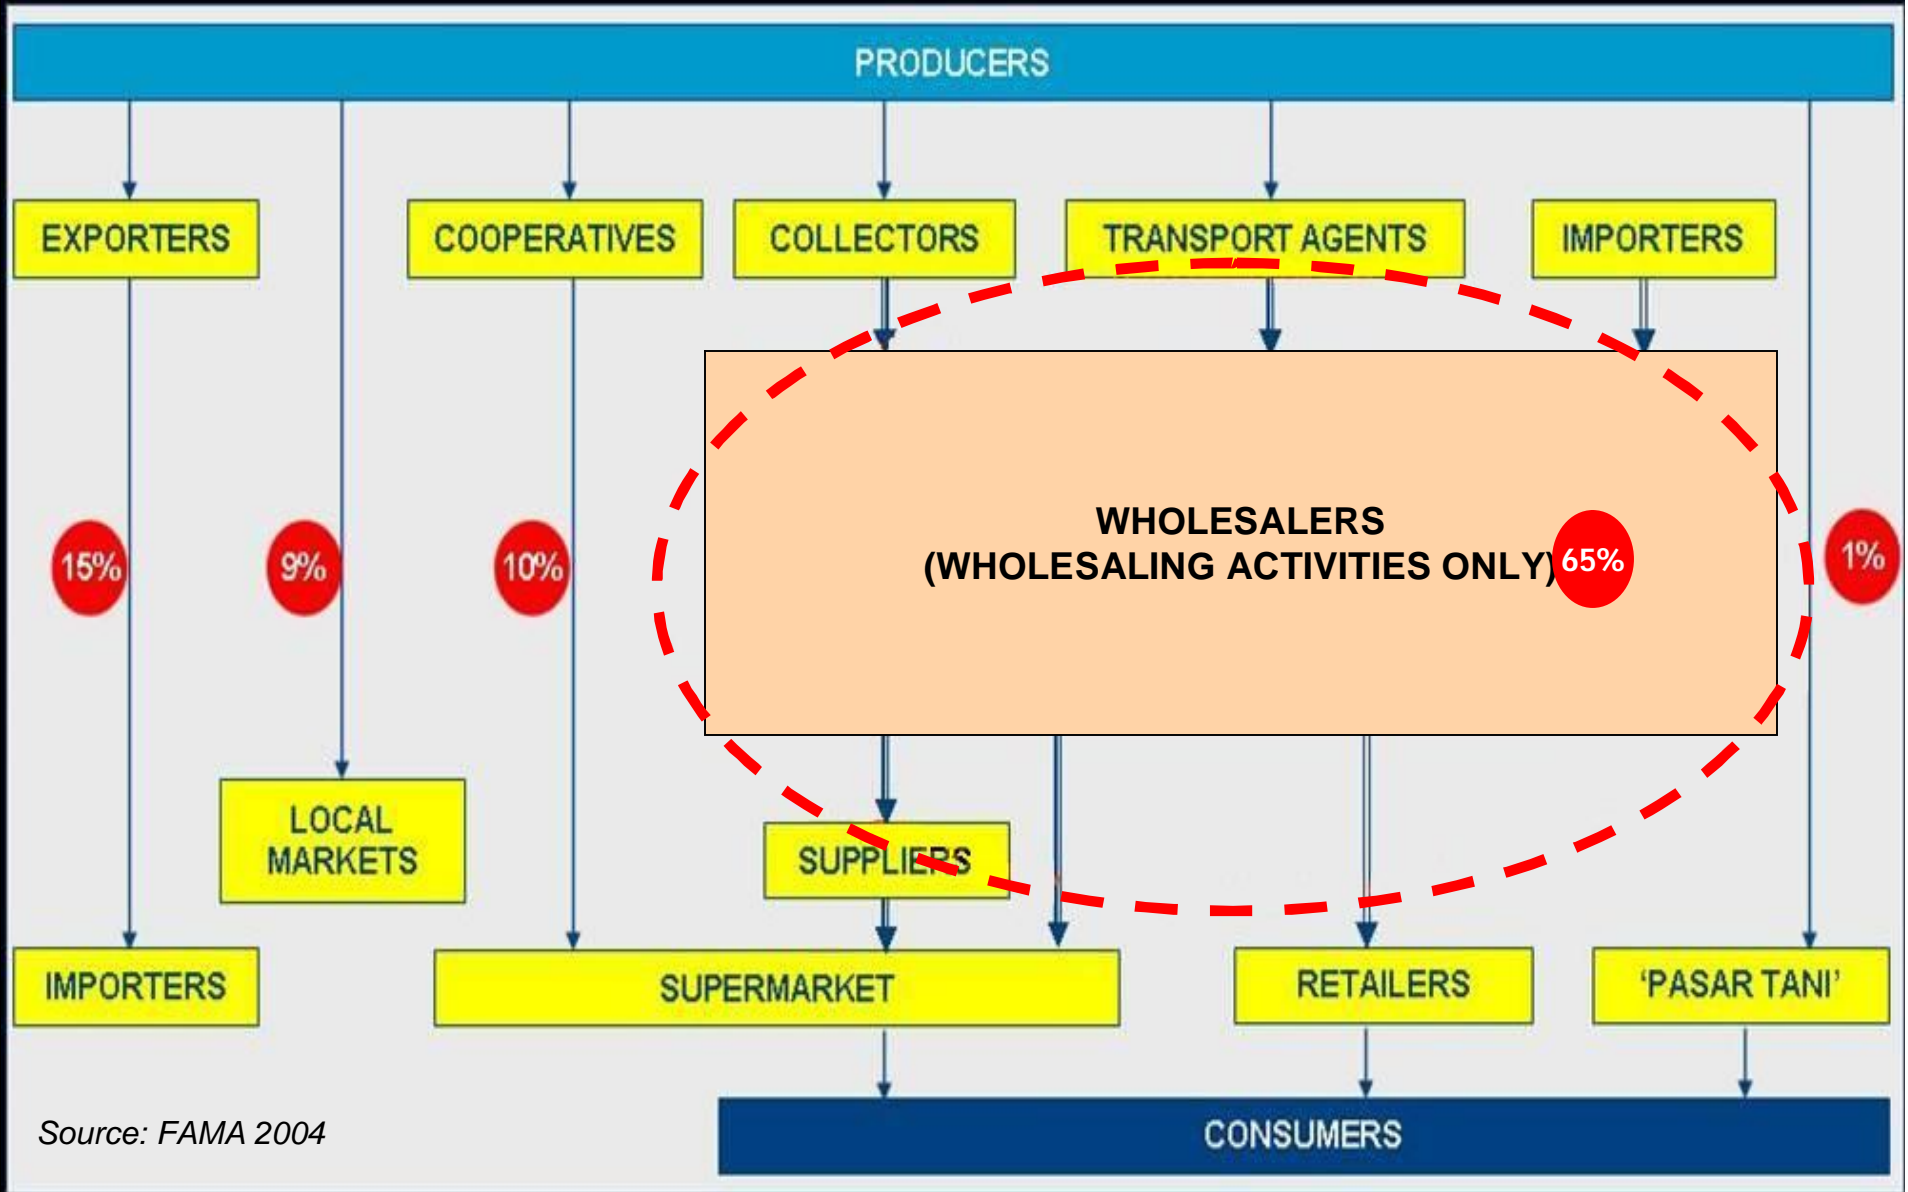 PRODUCERS
EXPORTERS
COOPERATIVES
COLLECTORS
TRANSPORT AGENTS
IMPORTERS
WHOLESALERS
(WHOLESALING ACTIVITIES ONLY)
15%
9%
10%
65%
1%
LOCAL
MARKETS
SUPPLIERS
IMPORTERS
SUPERMARKET
RETAILERS
'PASAR TANI'
Source: FAMA 2004
CONSUMERS